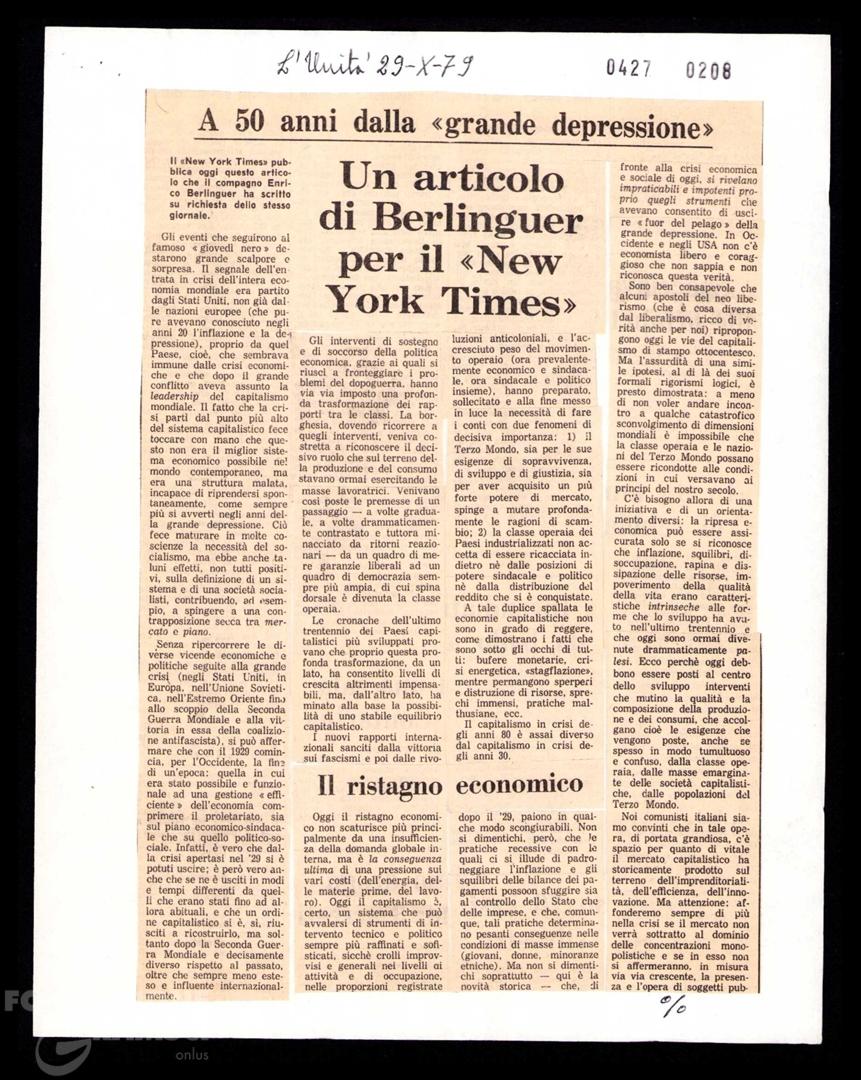 L'Unità 29-X-79
0427 0208
A 50 anni dalla «grande depressione»
Il «New York Times» pub-
blica oggi questo artico-
lo che il compagno Enri-
co Berlinguer ha scritto
su richiesta dello stesso
giornale.
Un articolo
di Berlinguer
per il «New
York Times»
Gli eventi che seguirono al
famoso «giovedì nero» de-
starono grande scalpore e
sorpresa. Il segnale dell'en-
trata in crisi dell'intera eco-
nomia mondiale era partito
dagli Stati Uniti, non già dal-
le nazioni europee (che pu-
re avevano conosciuto negli
anni 20 l'inflazione e la de-
pressione), proprio da quel
Paese, cioè, che sembrava
immune dalle crisi economi-
che e che dopo il grande
conflitto aveva assunto la
leadership del capitalismo
mondiale. Il fatto che la cri-
si partì dal punto più alto
del sistema capitalistico fece
toccare con mano che que-
sto non era il miglior siste-
ma economico possibile nel
mondo contemporaneo, ma
era una struttura malata,
incapace di riprendersi spon-
taneamente, come sempre
più si avvertì negli anni del-
la grande depressione. Ciò
fece maturare in molte co-
scienze la necessità del so-
cialismo, ma ebbe anche ta-
luni effetti, non tutti positi-
vi, sulla definizione di un si-
stema e di una società socia-
listi, contribuendo, ad esem-
pio, a spingere a una con-
trapposizione secca tra mer-
cato e piano.
Senza ripercorrere le di-
verse vicende economiche e
politiche seguite alla grande
crisi (negli Stati Uniti, in
Europa, nell'Unione Sovieti-
ca, nell'Estremo Oriente fino
allo scoppio della Seconda
Guerra Mondiale e alla vit-
toria in essa della coalizio-
ne antifascista), si può affer-
mare che con il 1929 comin-
cia, per l'Occidente, la fine
di un'epoca: quella in cui
era stato possibile e funzio-
nale ad una gestione «effi-
ciente» dell'economia com-
primere il proletariato, sia
sul piano economico-sindaca-
le che su quello politico-so-
ciale. Infatti, è vero che dal-
la crisi apertasi nel '29 si è
potuti uscire; è però vero an-
che che se ne è usciti in modi
e tempi differenti da quel-
li che erano stati fino ad al-
lora abituali, e che un ordi-
ne capitalistico si è, sì, riu-
sciti a ricostruirlo, ma sol-
tanto dopo la Seconda Guer-
ra Mondiale e decisamente
diverso rispetto al passato,
oltre che sempre meno este-
so e influente internazional-
mente.
Gli interventi di sostegno
e di soccorso della politica
economica, grazie ai quali si
riuscì a fronteggiare i pro-
blemi del dopoguerra, hanno
via via imposto una profon-
da trasformazione dei rap-
porti tra le classi. La bor-
ghesia, dovendo ricorrere a
quegli interventi, veniva co-
stretta a riconoscere il deci-
sivo ruolo che sul terreno del-
la produzione e del consumo
stavano ormai esercitando le
masse lavoratrici. Venivano
così poste le premesse di un
passaggio — a volte gradua-
le, a volte drammaticamen-
te contrastato e tuttora mi-
nacciato da ritorni reazio-
nari — da un quadro di me-
re garanzie liberali ad un
quadro di democrazia sem-
pre più ampia, di cui spina
dorsale è divenuta la classe
operaia.
Le cronache dell'ultimo
trentennio dei Paesi capi-
talistici più sviluppati pro-
vano che proprio questa pro-
fonda trasformazione, da un
lato, ha consentito livelli di
crescita altrimenti impensa-
bili, ma, dall'altro lato, ha
minato alla base la possibi-
lità di uno stabile equilibrio
capitalistico.
I nuovi rapporti interna-
zionali sanciti dalla vittoria
sui fascismi e poi dalle rivo-
luzioni anticoloniali, e l'ac-
cresciuto peso del movimen-
to operaio (ora prevalente-
mente economico e sindaca-
le, ora sindacale e politico
insieme), hanno preparato,
sollecitato e alla fine messo
in luce la necessità di fare
i conti con due fenomeni di
decisiva importanza: 1) il
Terzo Mondo, sia per le sue
esigenze di sopravvivenza,
di sviluppo e di giustizia, sia
per aver acquisito un più
forte potere di mercato,
spinge a mutare profonda-
mente le ragioni di scam-
bio; 2) la classe operaia dei
Paesi industrializzati non ac-
cetta di essere ricacciata in-
dietro nè dalle posizioni di
potere sindacale e politico
nè dalla distribuzione del
reddito che si è conquistate.
A tale duplice spallata le
economie capitalistiche non
sono in grado di reggere,
come dimostrano i fatti che
sono sotto gli occhi di tut-
ti: bufere monetarie, cri-
si energetica, «stagflazione»,
mentre permangono sperperi
e distruzione di risorse, spre-
chi immensi, pratiche mal-
thusiane, ecc.
Il capitalismo in crisi de-
gli anni 80 è assai diverso
dal capitalismo in crisi de-
gli anni 30.
Il ristagno economico
Oggi il ristagno economi-
co non scaturisce più princi-
palmente da una insufficien-
za della domanda globale in-
terna, ma è la conseguenza
ultima di una pressione sui
vari costi (dell'energia, del-
le materie prime, del lavo-
ro). Oggi il capitalismo è,
certo, un sistema che può
avvalersi di strumenti di in-
tervento tecnico e politico
sempre più raffinati e sofi-
sticati, sicchè crolli improv-
visi e generali nei livelli di
attività e di occupazione,
nelle proporzioni registrate
dopo il '29, paiono in qual-
che modo scongiurabili. Non
si dimentichi, però, che le
pratiche recessive con le
quali ci si illude di padro-
neggiare l'inflazione e gli
squilibri delle bilance dei pa-
gamenti possoon sfuggire sia
al controllo dello Stato che
delle imprese, e che, comun-
que, tali pratiche determina-
no pesanti conseguenze nelle
condizioni di masse immense
(giovani, donne, minoranze
etniche). Ma non si dimenti-
chi soprattutto — qui è la
novità storica — che, di
fronte alla crisi economica
e sociale di oggi, si rivelano
impraticabili e impotenti pro-
prio quegli strumenti che
avevano consentito di usci-
re «fuor del pelago» della
grande depressione. In Oc-
cidente e negli USA non c'è
economista libero e corag-
gioso che non sappia e non
riconosca questa verità.
Sono ben consapevole che
alcuni apostoli del neo libe-
rismo (che è cosa diversa
dal liberalismo, ricco di ve-
rità anche per noi) ripropon-
gono oggi le vie del capitali-
smo di stampo ottocentesco.
Ma l'assurdità di una simi-
le ipotesi, al di là dei suoi
formali rigorismi logici, è
presto dimostrata: a meno
di non voler andare incon-
tro a qualche catastrofico
sconvolgimento di dimensioni
mondiali è impossibile che
la classe operaia e le nazio-
ni del Terzo Mondo possano
essere ricondotte alle condi-
zioni in cui versavano ai
principi del nostro secolo.
C'è bisogno allora di una
iniziativa e di un orienta-
mento diversi: la ripresa e-
conomica può essere assi-
curata solo se si riconosce
che inflazione, squilibri, di-
soccupazione, rapina e dis-
sipazione delle risorse, im-
poverimento della qualità
della vita erano caratteri-
stiche intrinseche alle for-
me che lo sviluppo ha avu-
to nell'ultimo trentennio e
che oggi sono ormai dive-
nute drammaticamente pa-
lesi. Ecco perchè oggi deb-
bono essere posti al centro
dello sviluppo interventi
che mutino la qualità e la
composizione della produzio-
ne e dei consumi, che accol-
gano cioè le esigenze che
vengono poste, anche se
spesso in modo tumultuoso
e confuso, dalla classe ope-
raia, dalle masse emargina-
te delle società capitalisti-
che, dalle popolazioni del
Terzo Mondo.
Noi comunisti italiani sia-
mo convinti che in tale ope-
ra, di portata grandiosa, c'è
spazio per quanto di vitale
il mercato capitalistico ha
storicamente prodotto sul
terreno dell'imprenditoriali-
tà, dell'efficienza, dell'inno-
vazione. Ma attenzione: af-
fonderemo sempre di più
nella crisi se il mercato non
verrà sottratto al dominio
delle concentrazioni mono-
polistiche e se in esso non
si affermeranno, in misura
via via crescente, la presen-
za e l'opera di soggetti pub-
%
onlus